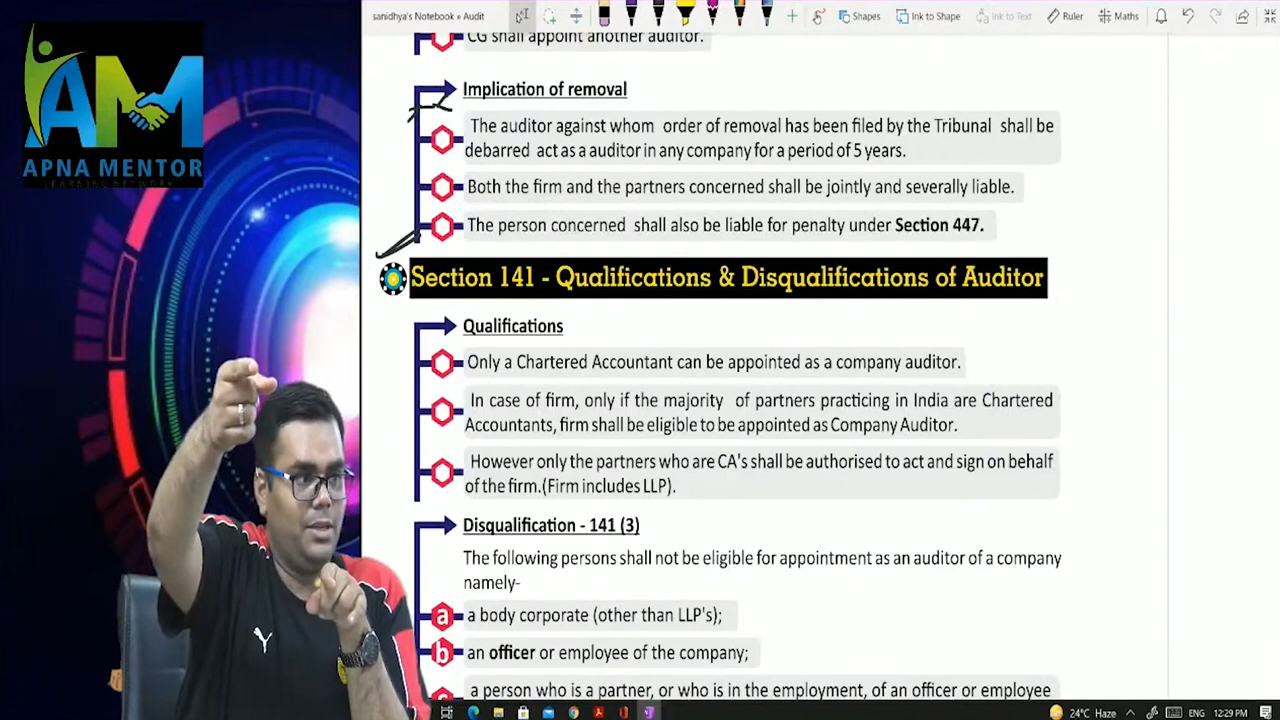 sanidhya's Notebook » Audit
Shapes
Ink to Shape
Ink to Text
Ruler
Maths
AM
APNA MENTOR
LEARNING NETWORK
CG shall appoint another auditor.
Implication of removal
The auditor against whom order of removal has been filed by the Tribunal shall be
debarred act as a auditor in any company for a period of 5 years.
Both the firm and the partners concerned shall be jointly and severally liable.
The person concerned shall also be liable for penalty under Section 447.
Section 141 - Qualifications & Disqualifications of Auditor
Qualifications
Only a Chartered Accountant can be appointed as a company auditor.
In case of firm, only if the majority of partners practicing in India are Chartered
Accountants, firm shall be eligible to be appointed as Company Auditor.
However only the partners who are CA's shall be authorised to act and sign on behalf
of the firm.(Firm includes LLP).
Disqualification - 141 (3)
The following persons shall not be eligible for appointment as an auditor of a company
namely-
a a body corporate (other than LLP's);
b an officer or employee of the company;
c a person who is a partner, or who is in the employment, of an officer or employee
24°C Haze
ENG
12:29 PM